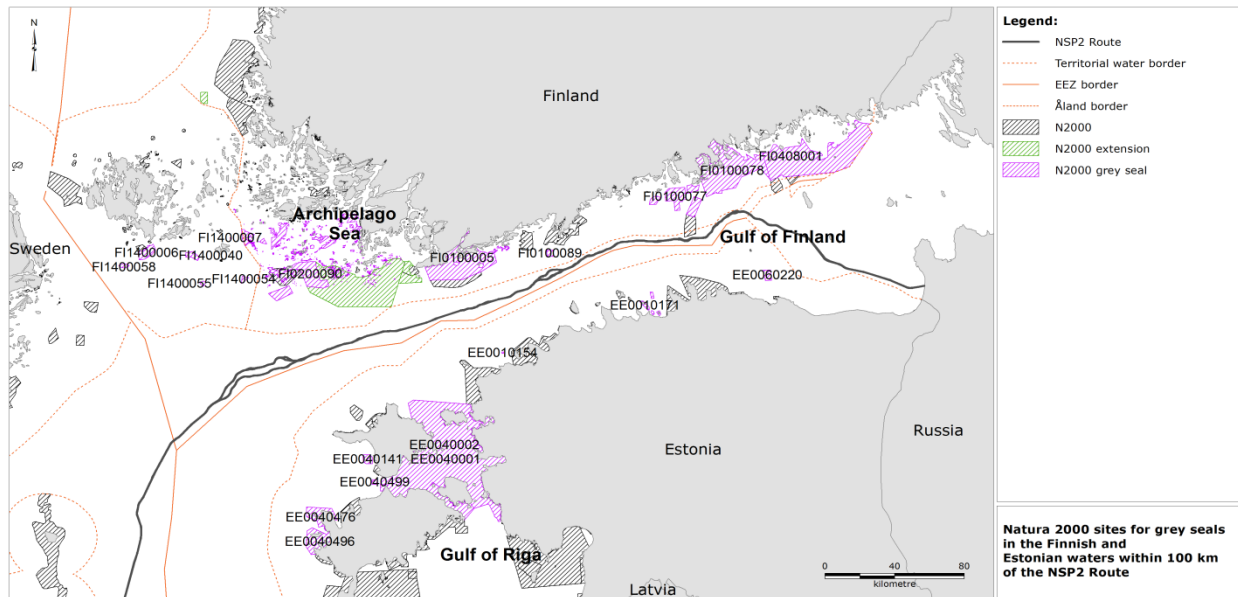 N
Finland
FI0408001
FI0100078
FI0100077
Archipelago
Sea
FI1400007
Gulf of Finland
Sweden
FI1400006
FI1400040
FI0100089
FI0100005
FI1400058
FI0200090
EE0060220
FI1400054
FI1400055
EE0010171
EE0010154
Russia
EE0040002
Estonia
EE0040141
EE0040001
EE0040499
EE0040476
EE0040496
Gulf of Riga
Latvia
0 40 80
kilometre
Legend:
NSP2 Route
Territorial water border
EEZ border
Åland border
N2000
N2000 extension
N2000 grey seal
Natura 2000 sites for grey seals
in the Finnish and
Estonian waters within 100 km
of the NSP2 Route